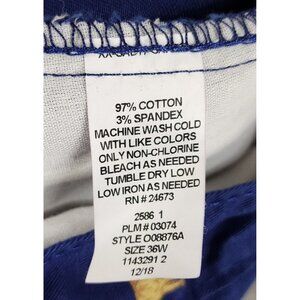 97% COTTON
3% SPANDEX
MACHINE WASH COLD
WITH LIKE COLORS
ONLY NON-CHLORINE
BLEACH AS NEEDED
TUMBLE DRY LOW
LOW IRON AS NEEDED
RN # 24673
2586 1
PLM # 03074
STYLE O08876A
SIZE 36W
1143291 2
12/18